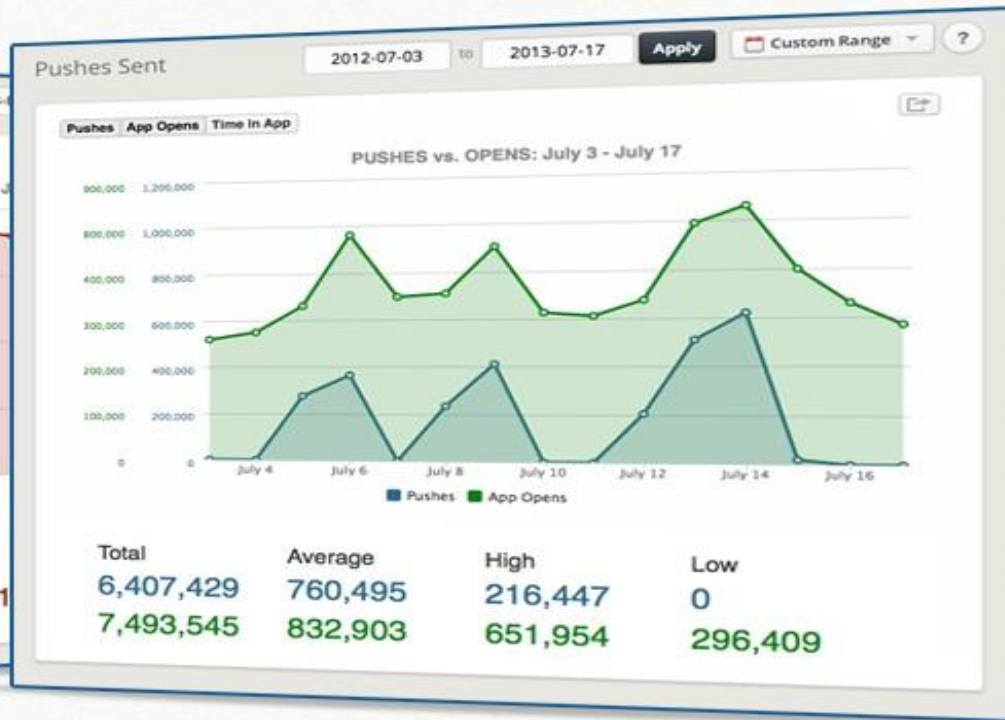 Pushes Sent
2012-07-03 to 2013-07-17 Apply Custom Range ?
Pushes App Opens Time In App
PUSHES vs. OPENS: July 3 - July 17
900,000 1,200,000
800,000 1,000,000
400,000 800,000
300,000 600,000
200,000 400,000
100,000 200,000
0 0
July 4 July 6 July 8 July 10 July 12 July 14 July 16
Pushes App Opens
Total Average High Low
6,407,429 760,495 216,447 0
7,493,545 832,903 651,954 296,409